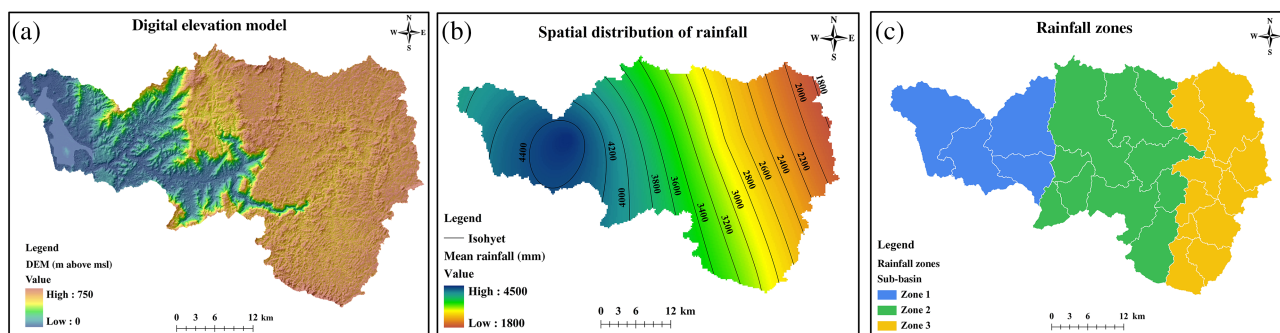 (a)
Digital elevation model
N
W E
S
Legend
DEM (m above msl)
Value
High : 750
Low : 0
0 3 6 12 km
(b)
Spatial distribution of rainfall
N
W E
S
1800
2000
2200
2400
2600
2800
3000
3200
3400
3600
3800
4000
4200
4400
Legend
Isohyet
Mean rainfall (mm)
Value
High : 4500
Low : 1800
0 3 6 12 km
(c)
Rainfall zones
N
W E
S
Legend
Rainfall zones
Sub-basin
Zone 1
Zone 2
Zone 3
0 3 6 12 km